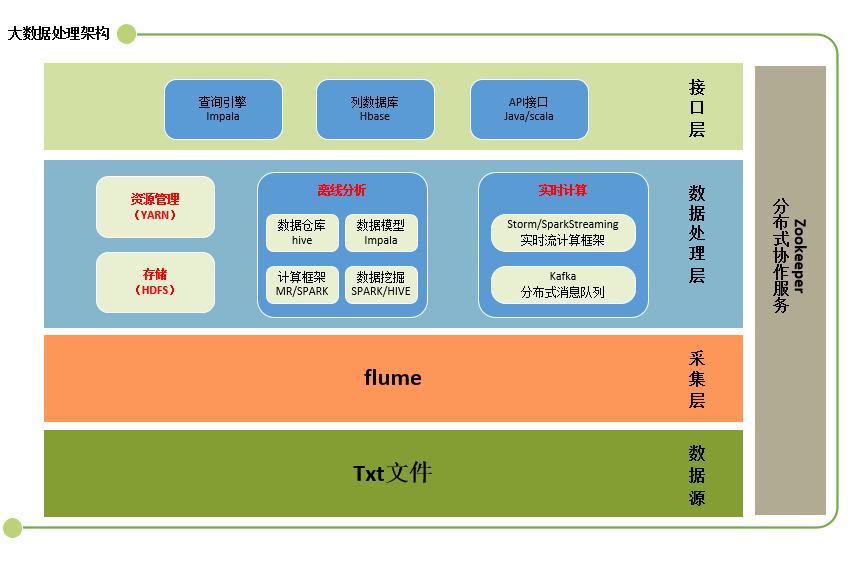 大数据处理架构
查询引擎
Impala
列数据库
Hbase
API接口
Java/scala
接口层
资源管理
（YARN）
存储
（HDFS）
离线分析
数据仓库
hive
数据模型
Impala
计算框架
MR/SPARK
数据挖掘
SPARK/HIVE
实时计算
Storm/SparkStreaming
实时流计算框架
Kafka
分布式消息队列
数据处理层
flume
采集层
Txt文件
数据源
Zookeeper
分布式协作服务